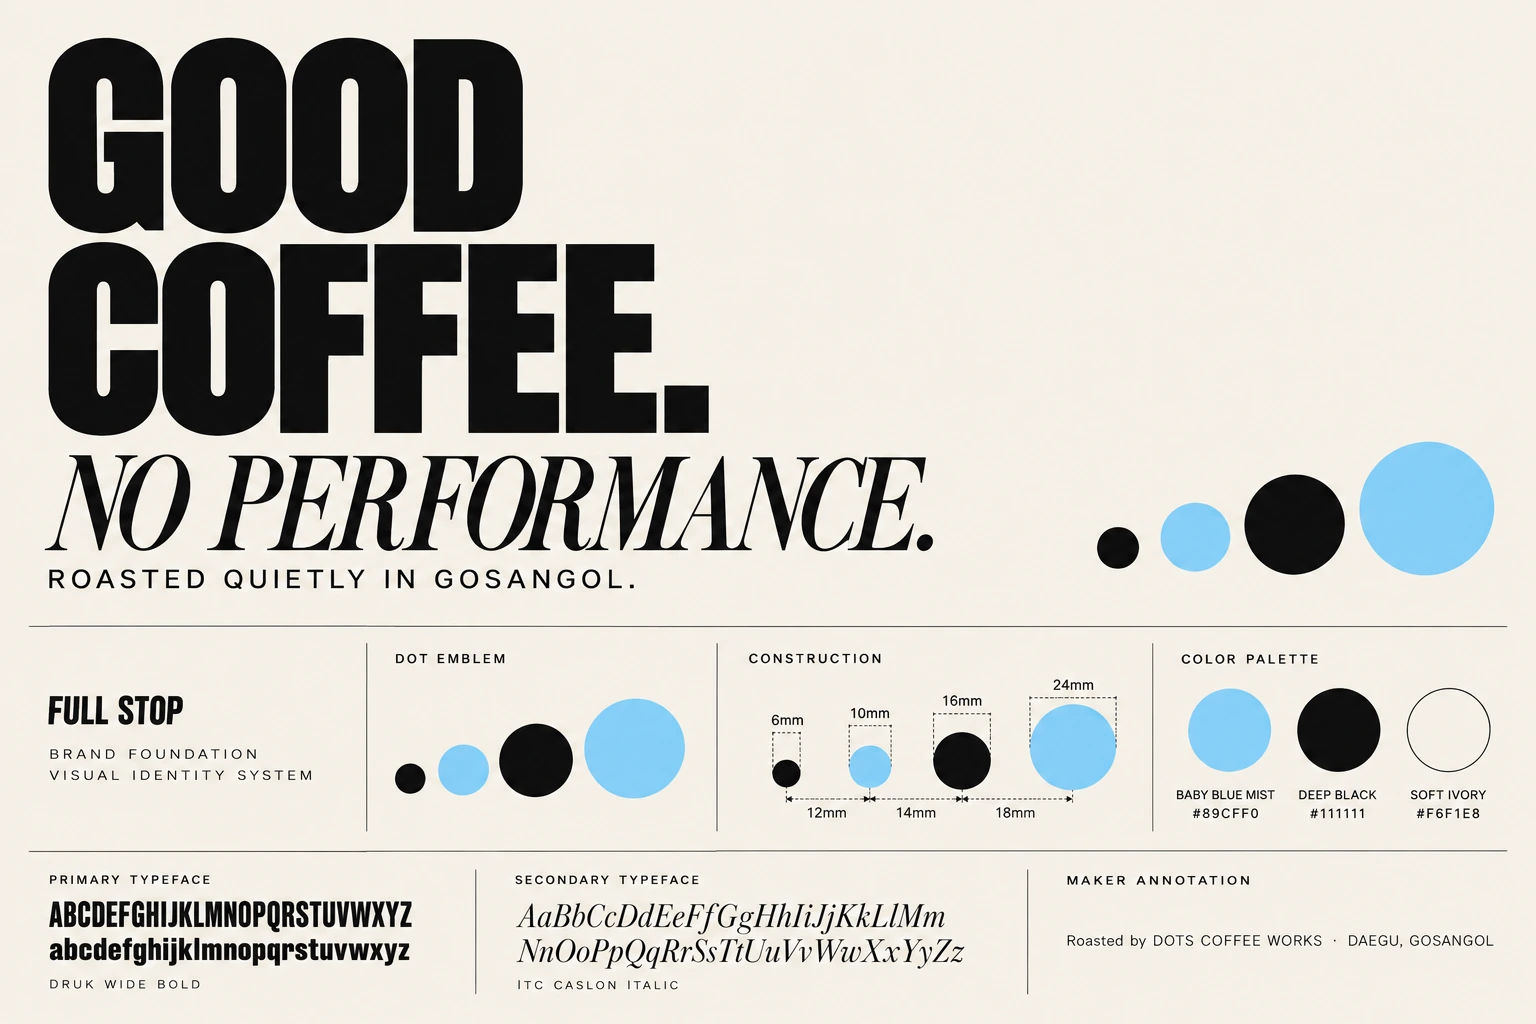 GOOD
COFFEE.
NO PERFORMANCE.
ROASTED QUIETLY IN GOSANGOL.
FULL STOP
BRAND FOUNDATION
VISUAL IDENTITY SYSTEM
DOT EMBLEM
CONSTRUCTION
6mm
10mm
16mm
24mm
12mm
14mm
18mm
COLOR PALETTE
BABY BLUE MIST
#89CFF0
DEEP BLACK
#111111
SOFT IVORY
#F6F1E8
PRIMARY TYPEFACE
ABCDEFGHIJKLMNOPQRSTUVWXYZ
abcdefghijklmnopqrstuvwxyz
DRUK WIDE BOLD
SECONDARY TYPEFACE
AaBbCcDdEeFfGgHhIiJjKkLlMm
NnOoPpQqRrSsTtUuVvWwXxYyZz
ITC CASLON ITALIC
MAKER ANNOTATION
Roasted by DOTS COFFEE WORKS · DAEGU, GOSANGOL